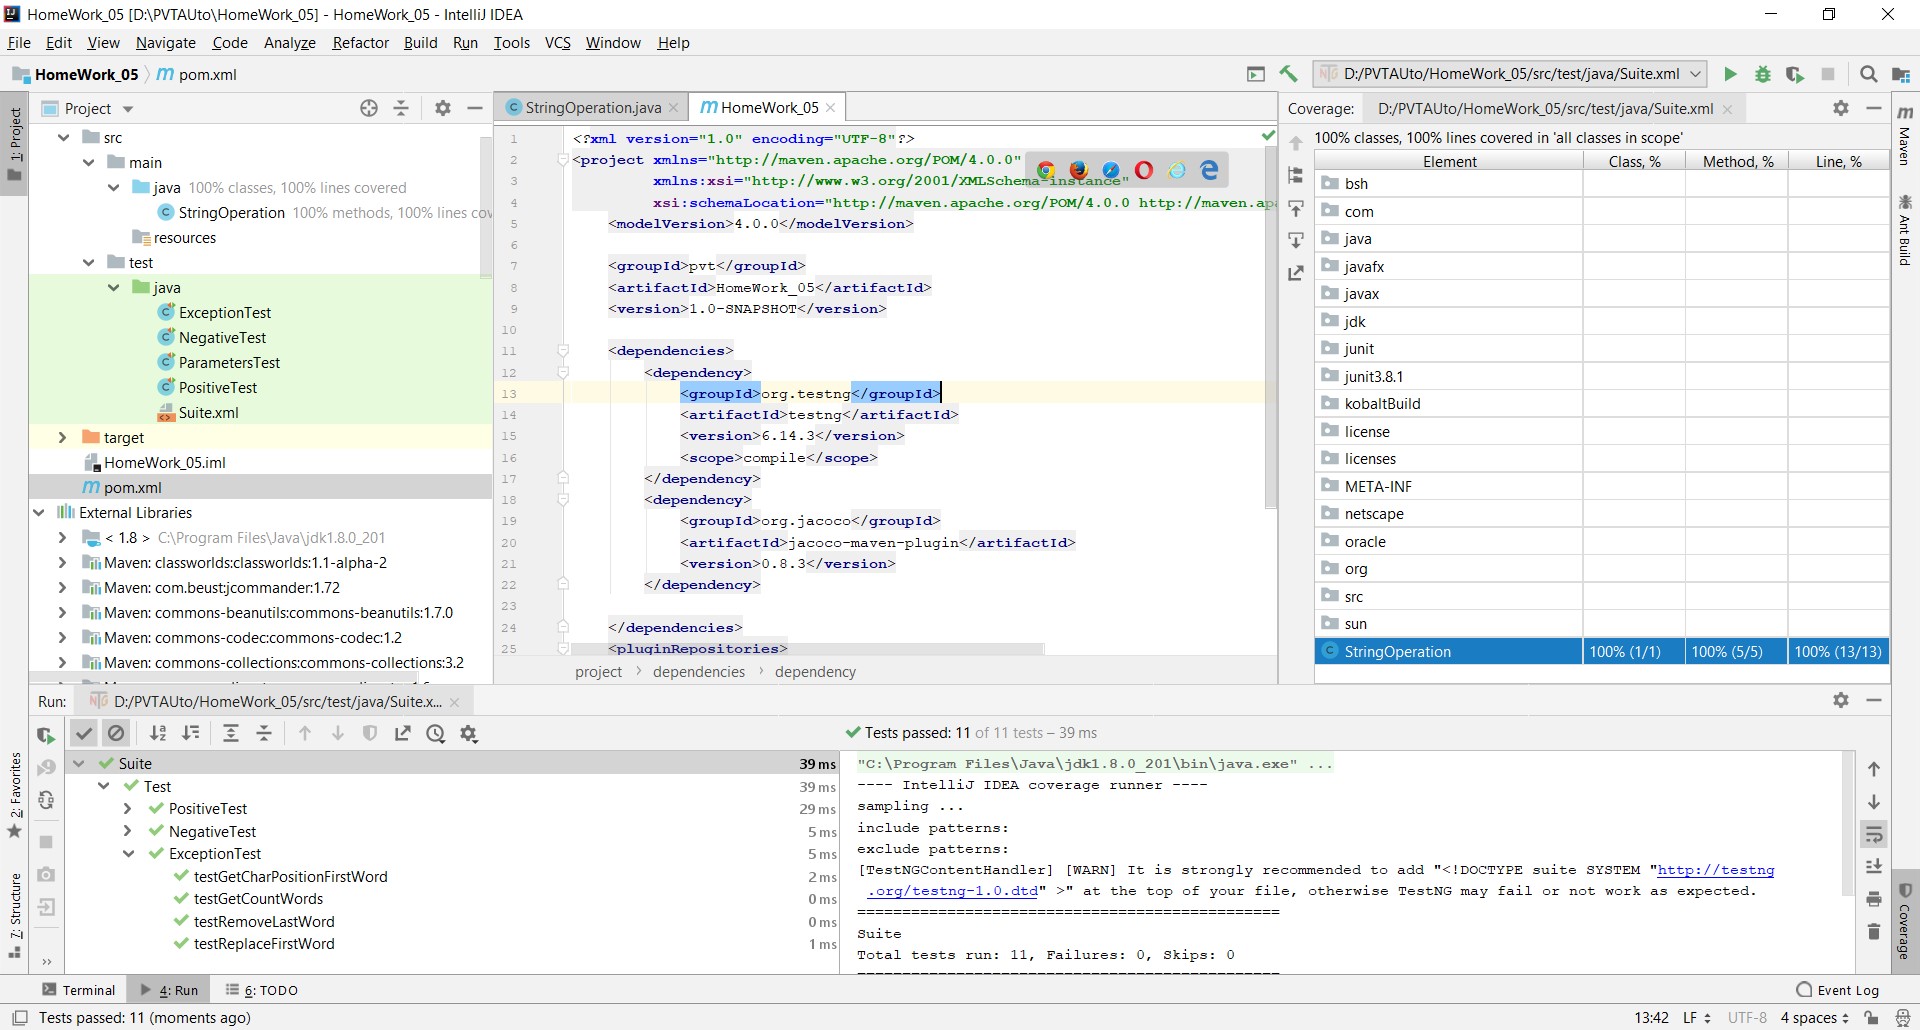 HomeWork_05 [D:\PVTAUto\HomeWork_05] - HomeWork_05 - IntelliJ IDEA
File Edit View Navigate Code Analyze Refactor Build Run Tools VCS Window Help
HomeWork_05 pom.xml
D:/PVTAUto/HomeWork_05/src/test/java/Suite.xml
1: Project
Project
src
main
java 100% classes, 100% lines covered
StringOperation 100% methods, 100% lines cov
resources
test
java
ExceptionTest
NegativeTest
ParametersTest
PositiveTest
Suite.xml
target
HomeWork_05.iml
pom.xml
External Libraries
< 1.8 > C:\Program Files\Java\jdk1.8.0_201
Maven: classworlds:classworlds:1.1-alpha-2
Maven: com.beust:jcommander:1.72
Maven: commons-beanutils:commons-beanutils:1.7.0
Maven: commons-codec:commons-codec:1.2
Maven: commons-collections:commons-collections:3.2
StringOperation.java HomeWork_05
1 <?xml version="1.0" encoding="UTF-8"?>
2 <project xmlns="http://maven.apache.org/POM/4.0.0"
3 xmlns:xsi="http://www.w3.org/2001/XMLSchema-instance"
4 xsi:schemaLocation="http://maven.apache.org/POM/4.0.0 http://maven.ap
5 <modelVersion>4.0.0</modelVersion>
6
7 <groupId>pvt</groupId>
8 <artifactId>HomeWork_05</artifactId>
9 <version>1.0-SNAPSHOT</version>
10
11 <dependencies>
12 <dependency>
13 <groupId>org.testng</groupId>
14 <artifactId>testng</artifactId>
15 <version>6.14.3</version>
16 <scope>compile</scope>
17 </dependency>
18 <dependency>
19 <groupId>org.jacoco</groupId>
20 <artifactId>jacoco-maven-plugin</artifactId>
21 <version>0.8.3</version>
22 </dependency>
23
24 </dependencies>
25 <pluginRepositories>
project dependencies dependency
Coverage: D:/PVTAUto/HomeWork_05/src/test/java/Suite.xml
100% classes, 100% lines covered in 'all classes in scope'
Element Class, % Method, % Line, %
bsh
com
java
javafx
javax
jdk
junit
junit3.8.1
kobaltBuild
license
licenses
META-INF
netscape
oracle
org
src
sun
StringOperation 100% (1/1) 100% (5/5) 100% (13/13)
Maven
Ant Build
Run: D:/PVTAUto/HomeWork_05/src/test/java/Suite.x...
Tests passed: 11 of 11 tests – 39 ms
Suite 39 ms
Test 39 ms
PositiveTest 29 ms
NegativeTest 5 ms
ExceptionTest 5 ms
testGetCharPositionFirstWord 2 ms
testGetCountWords 0 ms
testRemoveLastWord 0 ms
testReplaceFirstWord 1 ms
"C:\Program Files\Java\jdk1.8.0_201\bin\java.exe" ...
---- IntelliJ IDEA coverage runner ----
sampling ...
include patterns:
exclude patterns:
[TestNGContentHandler] [WARN] It is strongly recommended to add "<!DOCTYPE suite SYSTEM "http://testng
.org/testng-1.0.dtd" >" at the top of your file, otherwise TestNG may fail or not work as expected.
===============================================
Suite
Total tests run: 11, Failures: 0, Skips: 0
===============================================
2: Favorites
7: Structure
Coverage
Terminal 4: Run 6: TODO Event Log
Tests passed: 11 (moments ago) 13:42 LF UTF-8 4 spaces